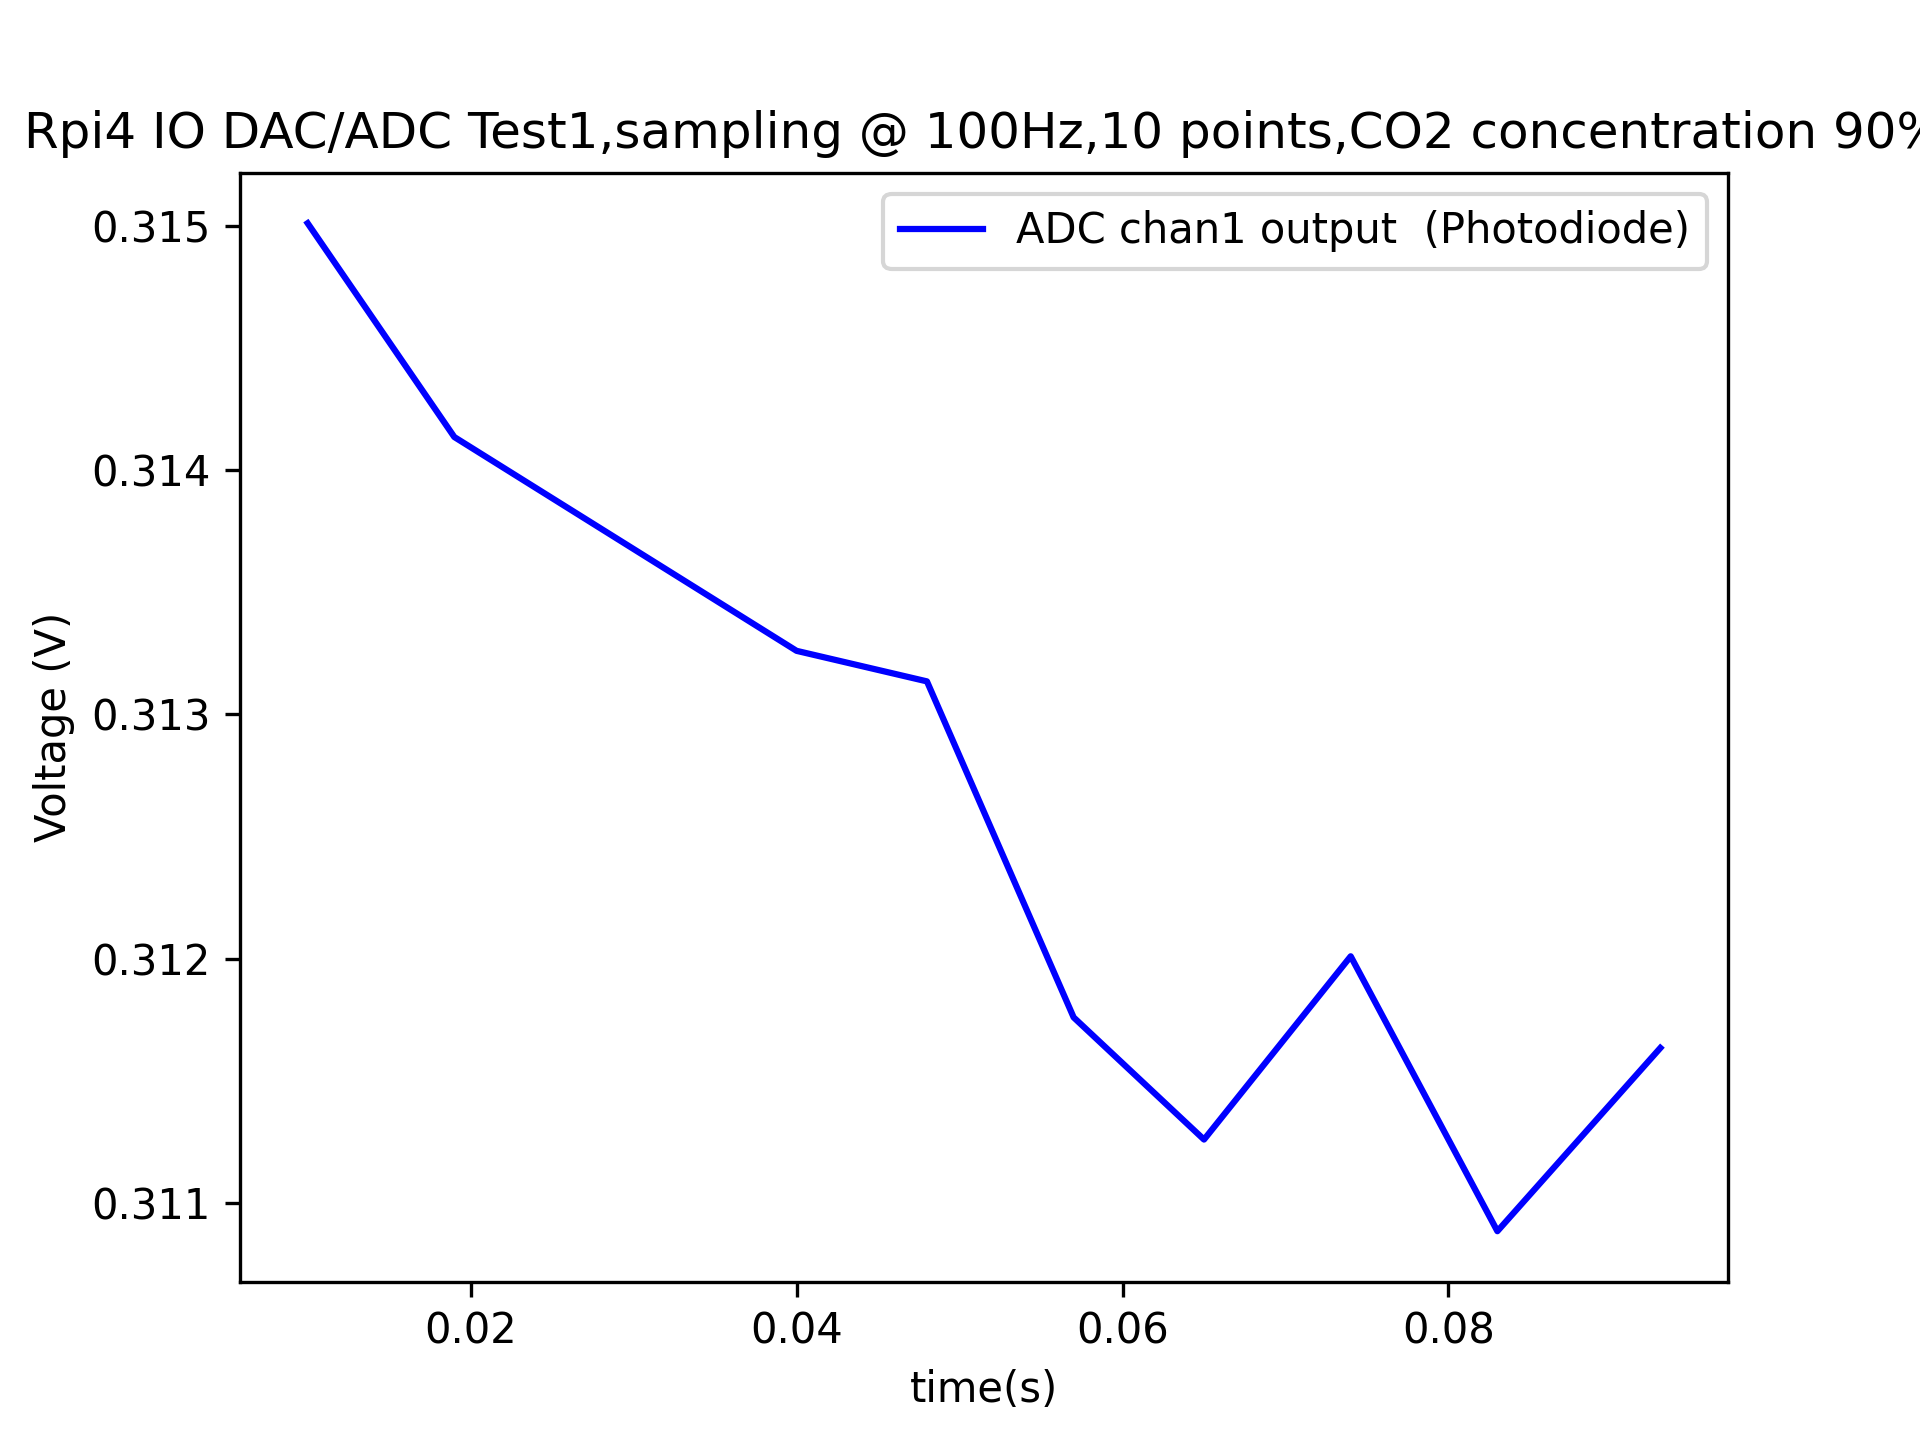 Rpi4 IO DAC/ADC Test1,sampling @ 100Hz,10 points,CO2 concentration 90%
ADC chan1 output  (Photodiode)
0.315
0.314
0.313
0.312
0.311
Voltage (V)
0.02 0.04 0.06 0.08
time(s)